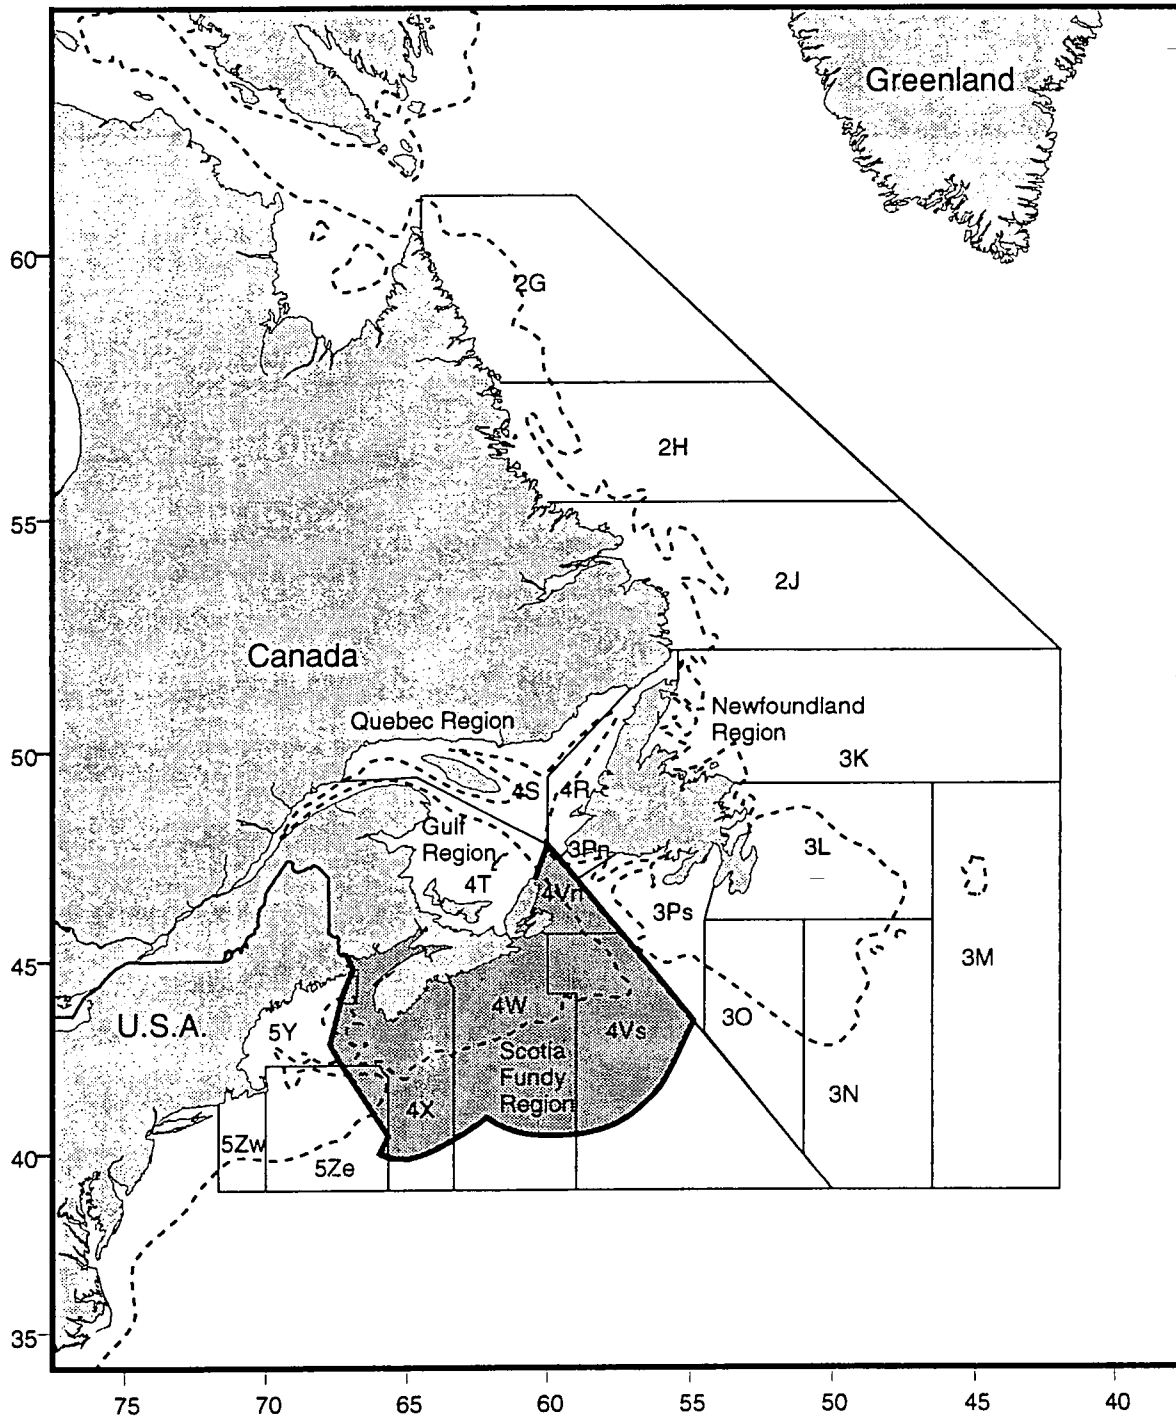 Greenland
60
2G
2H
55
2J
Canada
Newfoundland
Region
Quebec Region
50
3K
4S
4R
Gulf
Region
3Pn
3L
4T
4Vn
3Ps
45
3M
4W
3O
U.S.A.
5Y
4Vs
Scotia
Fundy
Region
3N
4X
40
5Zw
5Ze
35
75
70
65
60
55
50
45
40